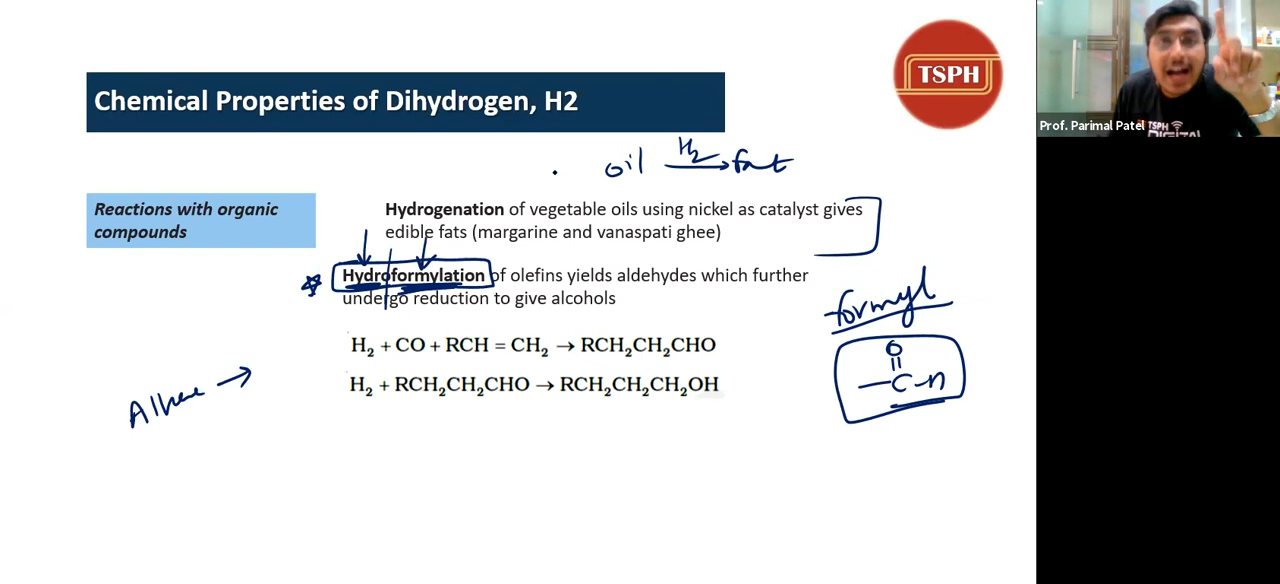 TSPH
Chemical Properties of Dihydrogen, H2
Prof. Parimal Patel
TSPH
DIGITAL
oil H₂ → fat
Reactions with organic
compounds
Hydrogenation of vegetable oils using nickel as catalyst gives
edible fats (margarine and vanaspati ghee)
Hydroformylation of olefins yields aldehydes which further
undergo reduction to give alcohols
formyl
H₂ + CO + RCH = CH₂ → RCH₂CH₂CHO
H₂ + RCH₂CH₂CHO → RCH₂CH₂CH₂OH
O
—C–H
Alkene →